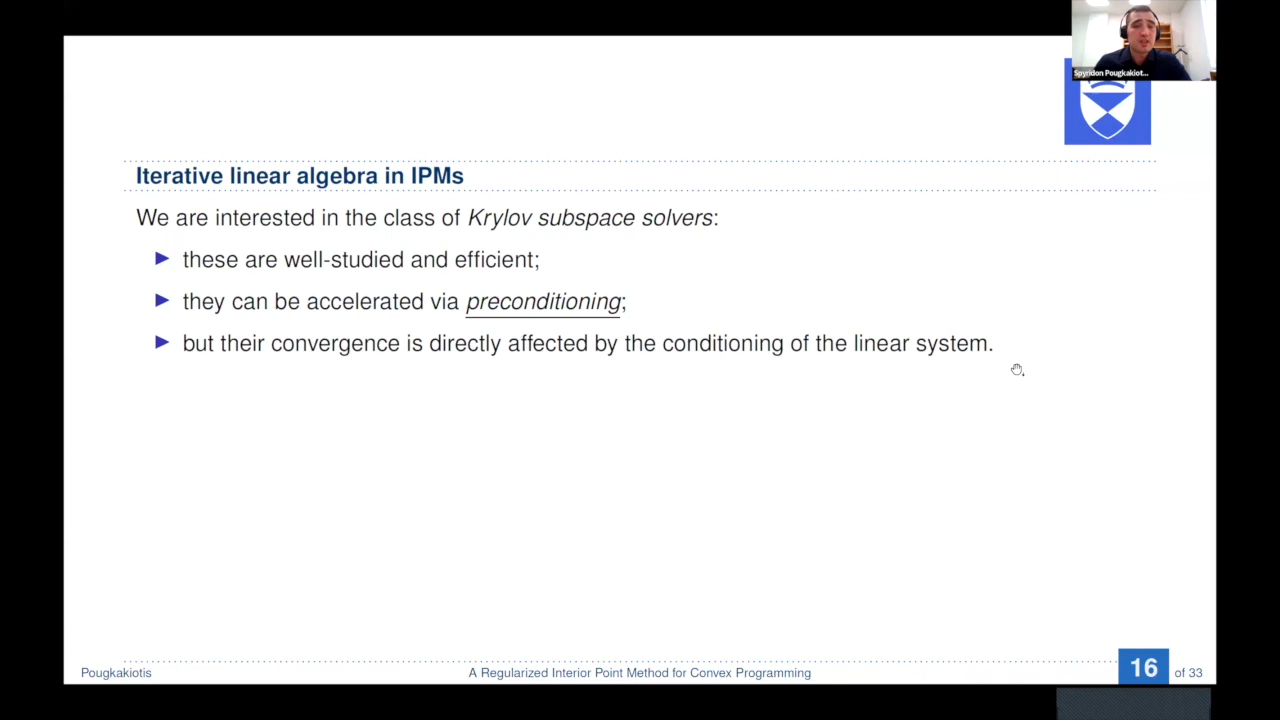 Spyridon Pougkakiot...
Iterative linear algebra in IPMs
We are interested in the class of Krylov subspace solvers:
these are well-studied and efficient;
they can be accelerated via preconditioning;
but their convergence is directly affected by the conditioning of the linear system.
Pougkakiotis A Regularized Interior Point Method for Convex Programming 16 of 33